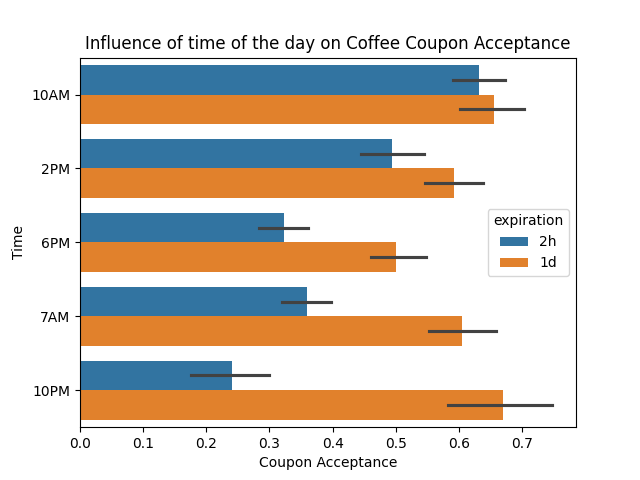 Influence of time of the day on Coffee Coupon Acceptance
10AM
2PM
6PM
7AM
10PM
Time
expiration
2h
1d
0.0 0.1 0.2 0.3 0.4 0.5 0.6 0.7
Coupon Acceptance